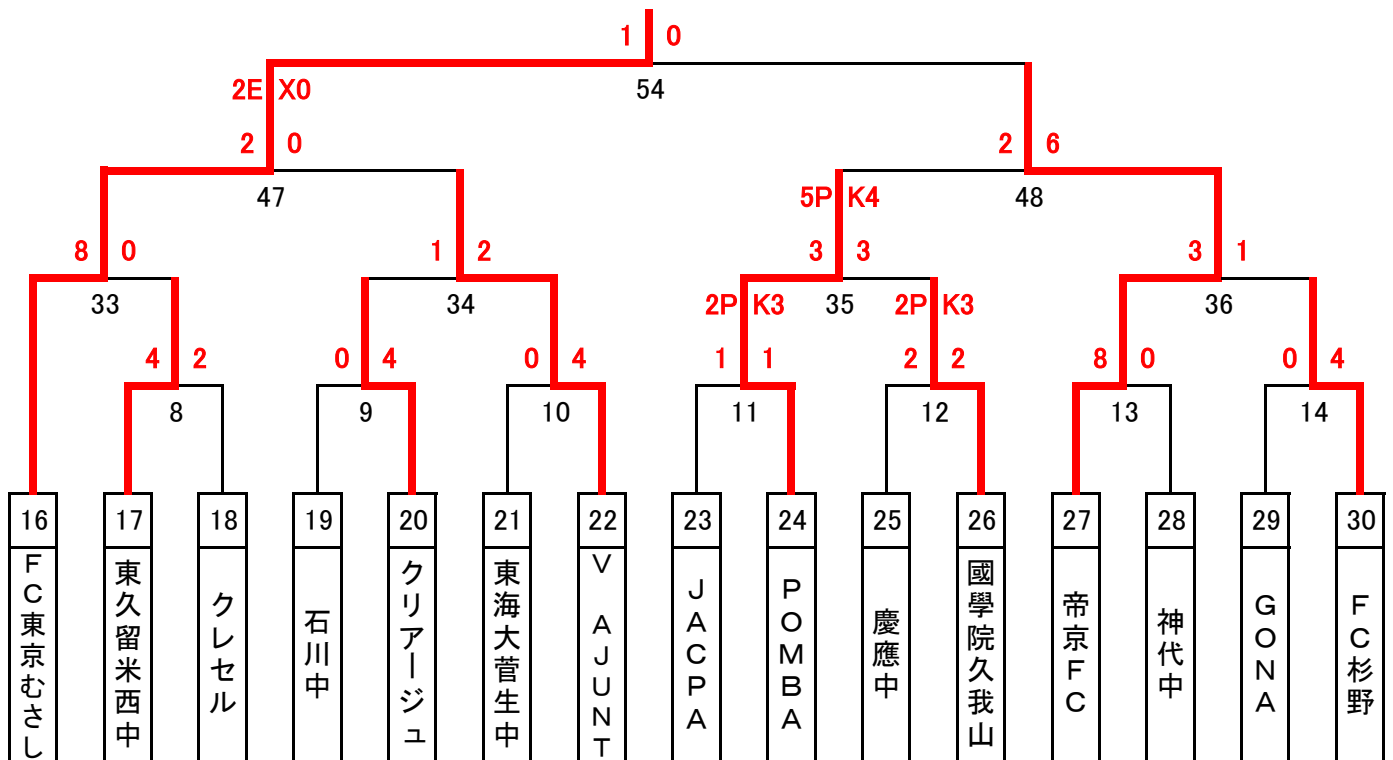 1 0
54
2E X0
2 0
2 6
47
48
5P K4
8 0
1 2
3 3
3 1
33
34
35
36
2P K3
2P K3
4 2
0 4
0 4
1 1
2 2
8 0
0 4
8
9
10
11
12
13
14
16
17
18
19
20
21
22
23
24
25
26
27
28
29
30
FC東京むさし
東久留米西中
クレセル
石川中
クリアージュ
東海大菅生中
V AJUNT
JACPA
POMBA
慶應中
國學院久我山
帝京FC
神代中
GONA
FC杉野